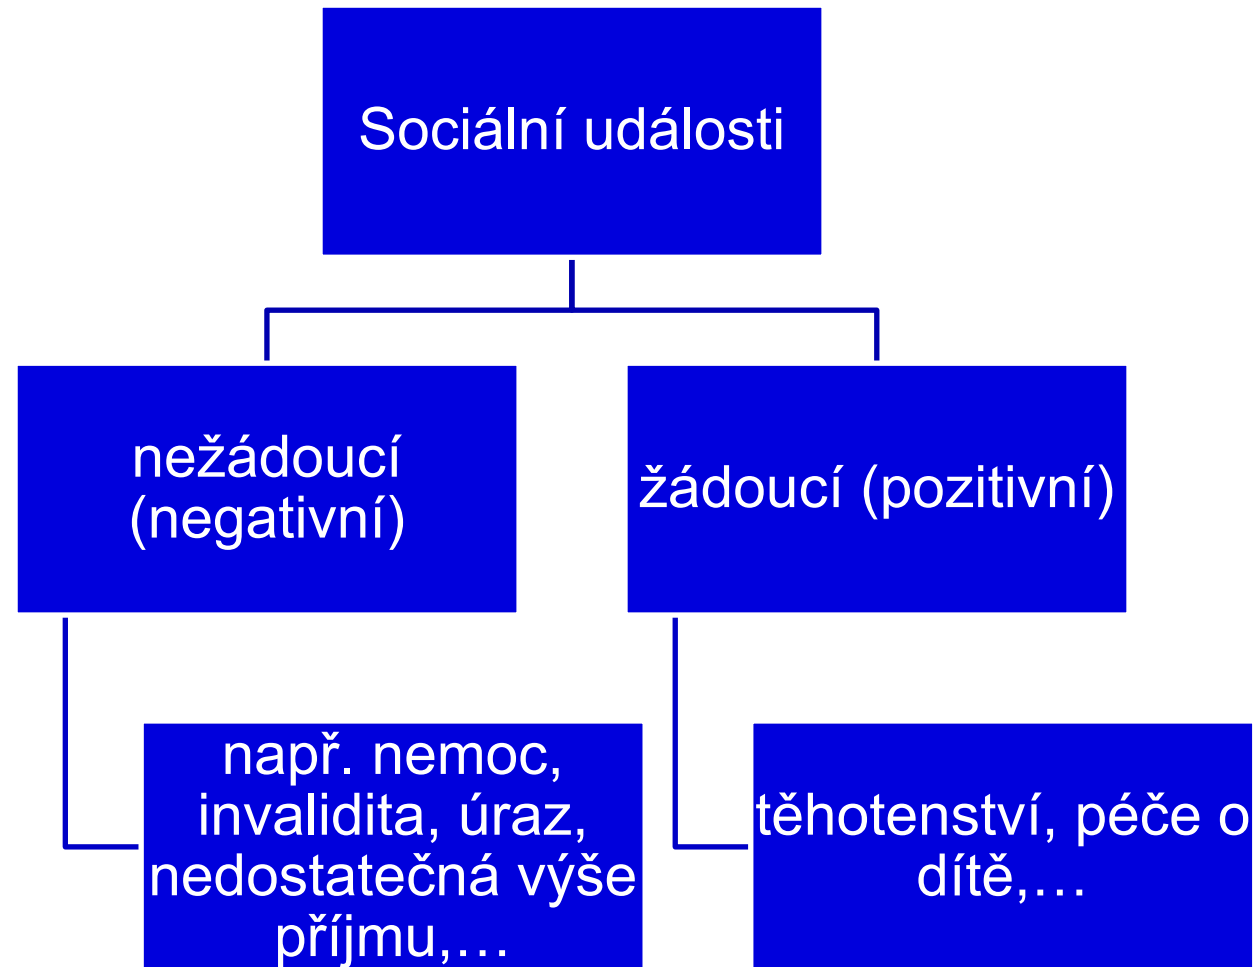 Sociální události
nežádoucí
(negativní)
žádoucí (pozitivní)
např. nemoc,
invalidita, úraz,
nedostatečná výše
příjmu,…
těhotenství, péče o
dítě,…